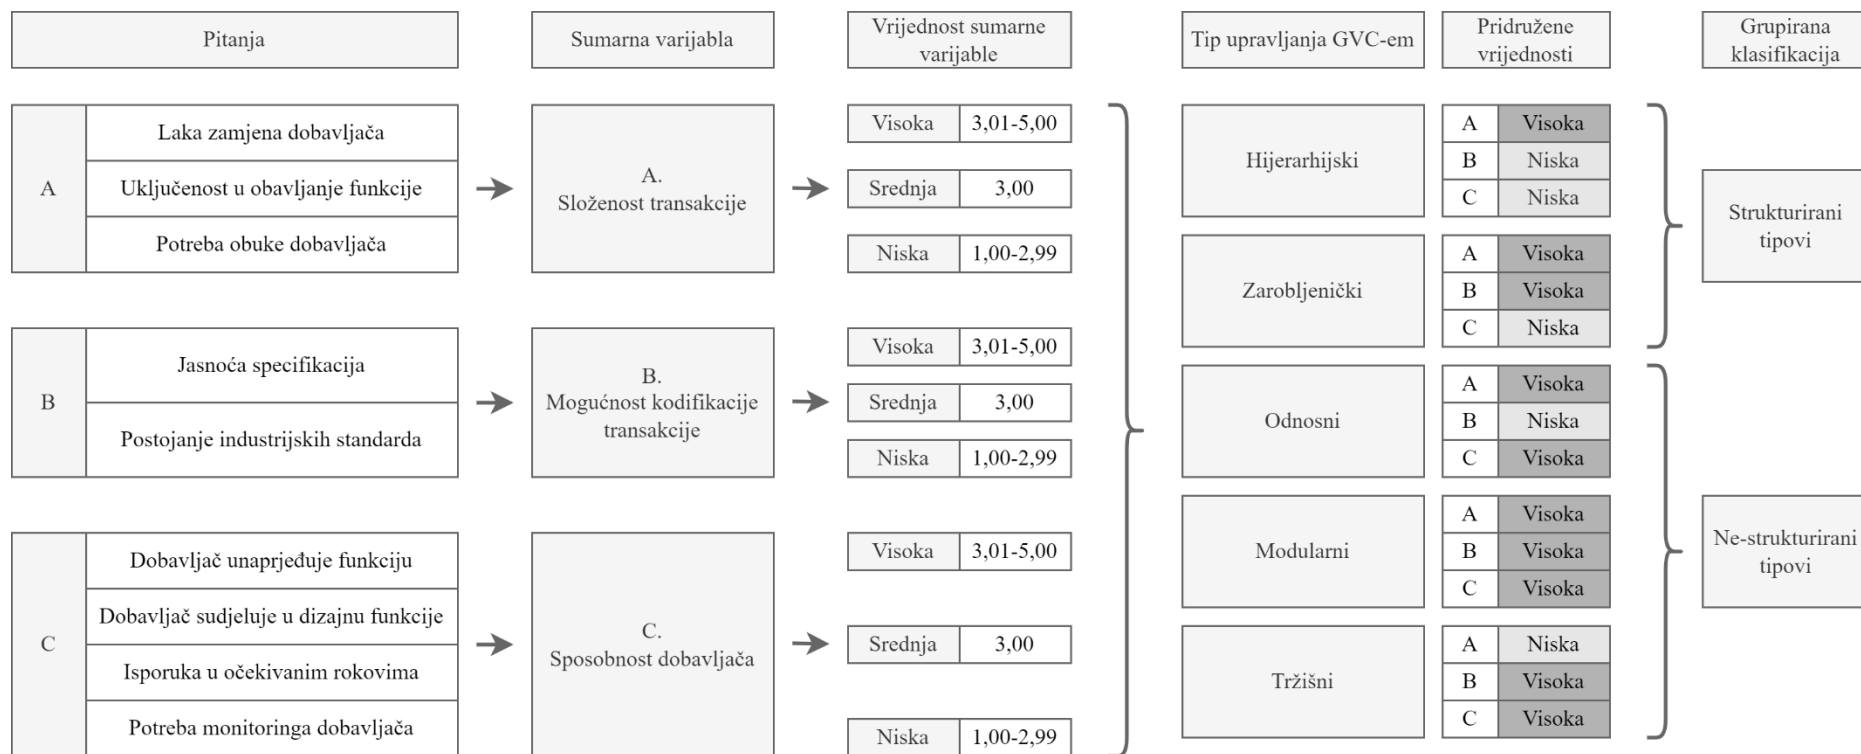 Pitanja
Sumarna varijabla
Vrijednost sumarne
varijable
Tip upravljanja GVC-em
Pridružene
vrijednosti
Grupirana
klasifikacija
A
Laka zamjena dobavljača
Uključenost u obavljanje funkcije
Potreba obuke dobavljača
A.
Složenost transakcije
Visoka 3,01-5,00
Srednja 3,00
Niska 1,00-2,99
B
Jasnoća specifikacija
Postojanje industrijskih standarda
B.
Mogućnost kodifikacije
transakcije
Visoka 3,01-5,00
Srednja 3,00
Niska 1,00-2,99
C
Dobavljač unaprjeđuje funkciju
Dobavljač sudjeluje u dizajnu funkcije
Isporuka u očekivanim rokovima
Potreba monitoringa dobavljača
C.
Sposobnost dobavljača
Visoka 3,01-5,00
Srednja 3,00
Niska 1,00-2,99
Hijerarhijski
A Visoka
B Niska
C Niska
Zarobljenički
A Visoka
B Visoka
C Niska
Odnosni
A Visoka
B Niska
C Visoka
Modularni
A Visoka
B Visoka
C Visoka
Tržišni
A Niska
B Visoka
C Visoka
Strukturirani
tipovi
Ne-strukturirani
tipovi